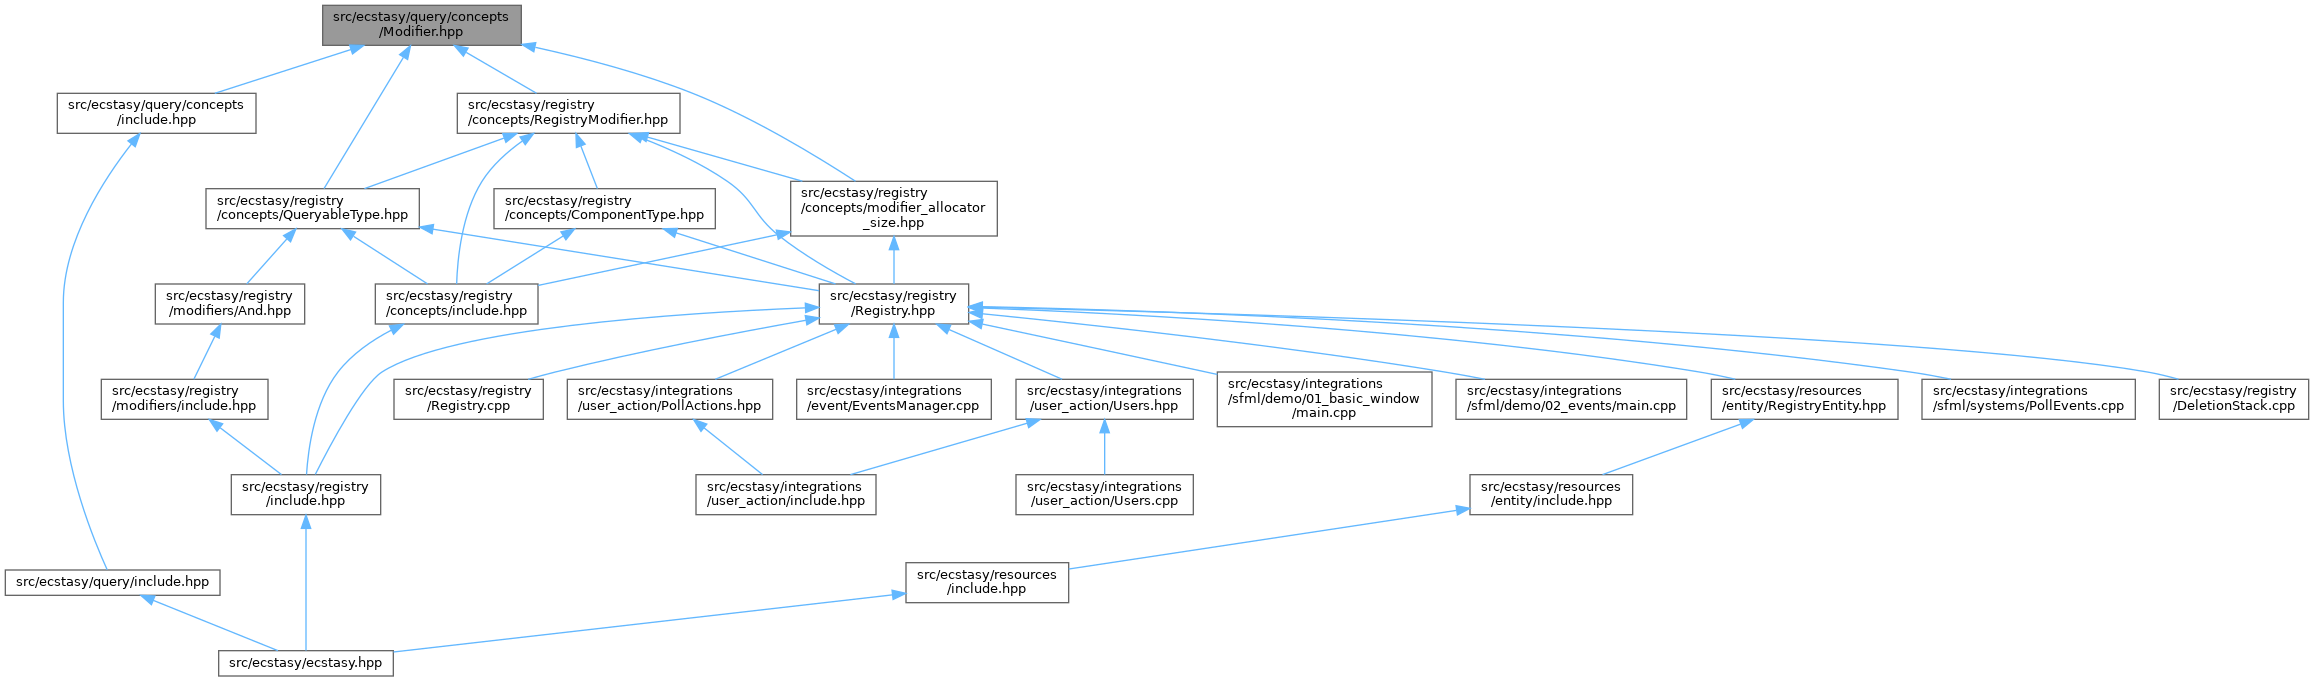 src/ecstasy/query/concepts
/Modifier.hpp
src/ecstasy/query/concepts
/include.hpp
src/ecstasy/registry
/concepts/RegistryModifier.hpp
src/ecstasy/registry
/concepts/QueryableType.hpp
src/ecstasy/registry
/concepts/ComponentType.hpp
src/ecstasy/registry
/concepts/modifier_allocator
_size.hpp
src/ecstasy/registry
/modifiers/And.hpp
src/ecstasy/registry
/concepts/include.hpp
src/ecstasy/registry
/Registry.hpp
src/ecstasy/registry
/modifiers/include.hpp
src/ecstasy/registry
/Registry.cpp
src/ecstasy/integrations
/user_action/PollActions.hpp
src/ecstasy/integrations
/event/EventsManager.cpp
src/ecstasy/integrations
/user_action/Users.hpp
src/ecstasy/integrations
/sfml/demo/01_basic_window
/main.cpp
src/ecstasy/integrations
/sfml/demo/02_events/main.cpp
src/ecstasy/resources
/entity/RegistryEntity.hpp
src/ecstasy/integrations
/sfml/systems/PollEvents.cpp
src/ecstasy/registry
/DeletionStack.cpp
src/ecstasy/registry
/include.hpp
src/ecstasy/integrations
/user_action/include.hpp
src/ecstasy/integrations
/user_action/Users.cpp
src/ecstasy/resources
/entity/include.hpp
src/ecstasy/query/include.hpp
src/ecstasy/resources
/include.hpp
src/ecstasy/ecstasy.hpp